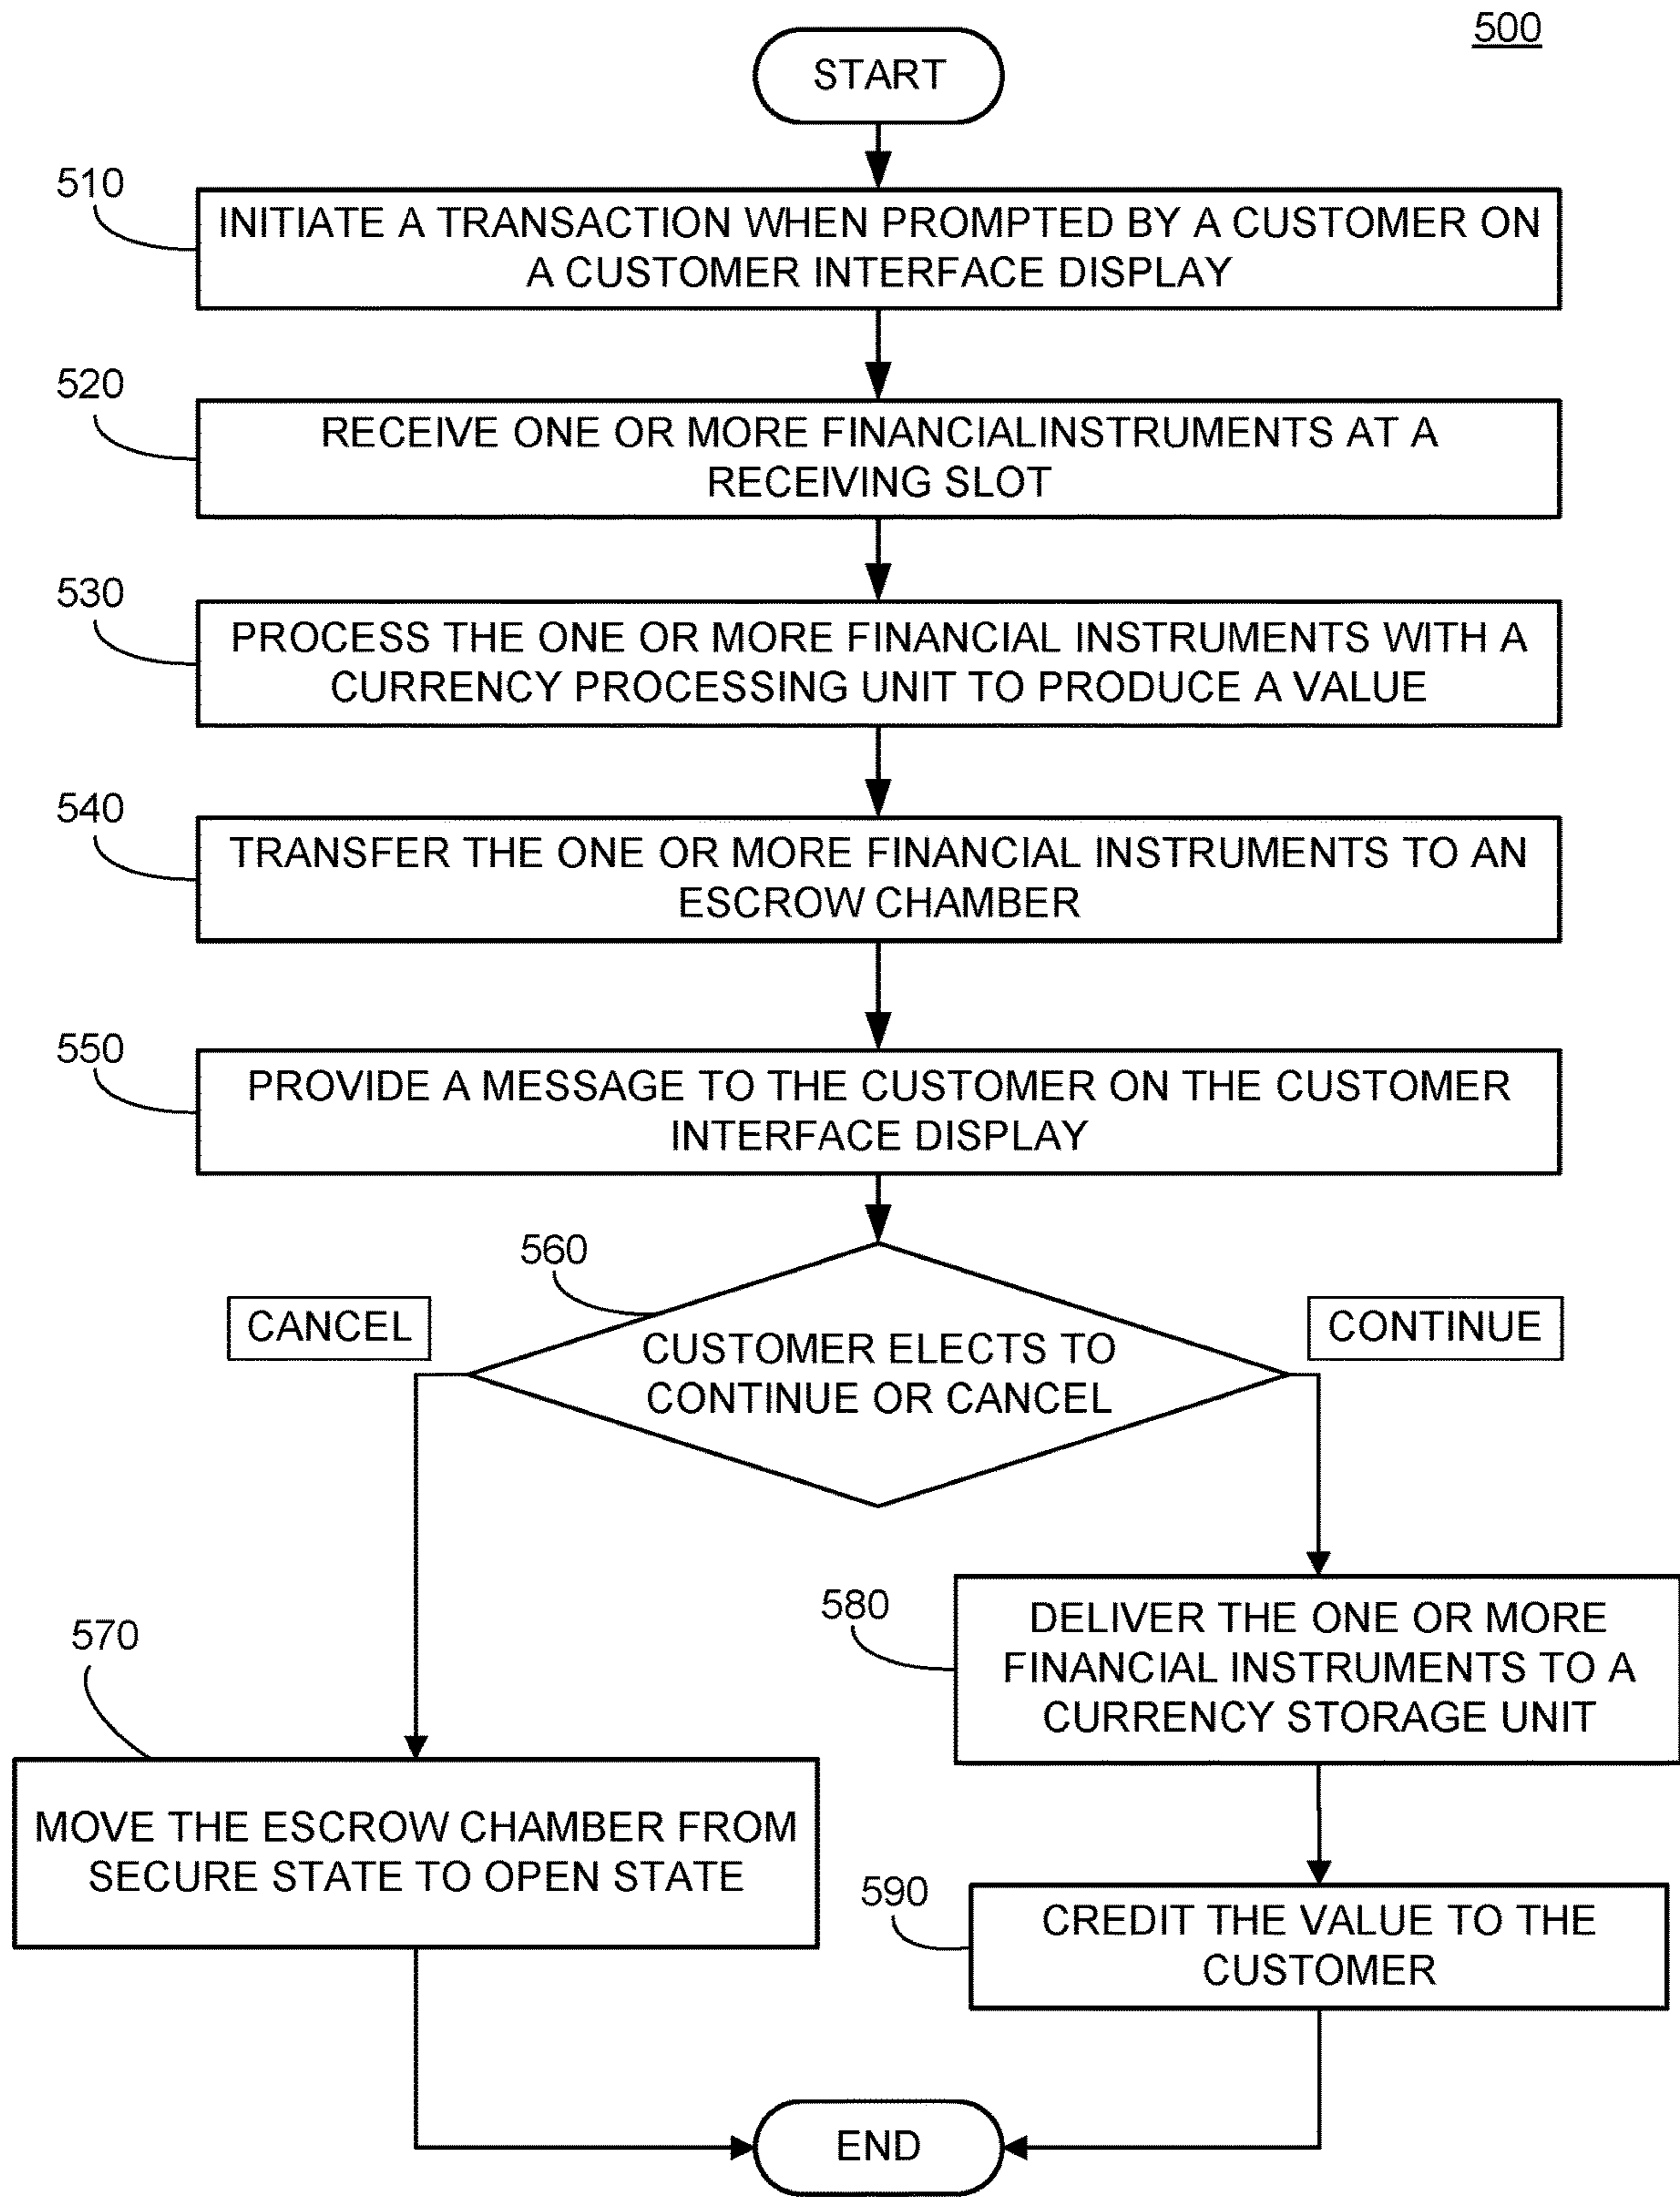 500
START
510
INITIATE A TRANSACTION WHEN PROMPTED BY A CUSTOMER ON
A CUSTOMER INTERFACE DISPLAY
520
RECEIVE ONE OR MORE FINANCIALINSTRUMENTS AT A
RECEIVING SLOT
530
PROCESS THE ONE OR MORE FINANCIAL INSTRUMENTS WITH A
CURRENCY PROCESSING UNIT TO PRODUCE A VALUE
540
TRANSFER THE ONE OR MORE FINANCIAL INSTRUMENTS TO AN
ESCROW CHAMBER
550
PROVIDE A MESSAGE TO THE CUSTOMER ON THE CUSTOMER
INTERFACE DISPLAY
560
CANCEL
CONTINUE
CUSTOMER ELECTS TO
CONTINUE OR CANCEL
570
MOVE THE ESCROW CHAMBER FROM
SECURE STATE TO OPEN STATE
580
DELIVER THE ONE OR MORE
FINANCIAL INSTRUMENTS TO A
CURRENCY STORAGE UNIT
590
CREDIT THE VALUE TO THE
CUSTOMER
END